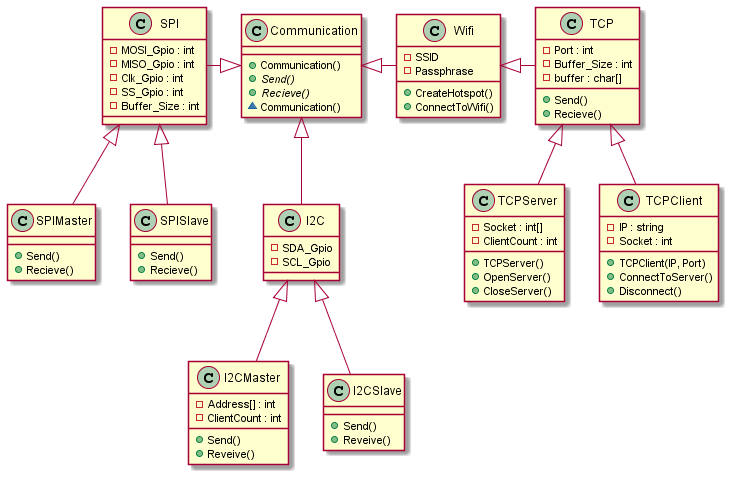 C SPI
MOSI_Gpio : int
MISO_Gpio : int
Clk_Gpio : int
SS_Gpio : int
Buffer_Size : int
C Communication
Communication()
Send()
Recieve()
Communication()
C Wifi
SSID
Passphrase
CreateHotspot()
ConnectToWifi()
C TCP
Port : int
Buffer_Size : int
buffer : char[]
Send()
Recieve()
C SPIMaster
Send()
Recieve()
C SPISlave
Send()
Recieve()
C I2C
SDA_Gpio
SCL_Gpio
C TCPServer
Socket : int[]
ClientCount : int
TCPServer()
OpenServer()
CloseServer()
C TCPClient
IP : string
Socket : int
TCPClient(IP, Port)
ConnectToServer()
Disconnect()
C I2CMaster
Address[] : int
ClientCount : int
Send()
Reveive()
C I2CSlave
Send()
Reveive()